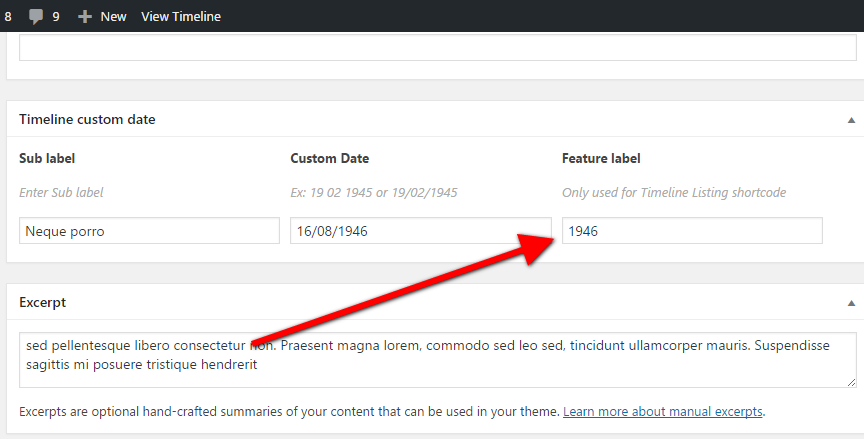 8 9 New View Timeline
Timeline custom date
Sub label Custom Date Feature label
Enter Sub label Ex: 19 02 1945 or 19/02/1945 Only used for Timeline Listing shortcode
Neque porro 16/08/1946 1946
Excerpt
sed pellentesque libero consectetur non. Praesent magna lorem, commodo sed leo sed, tincidunt ullamcorper mauris. Suspendisse
sagittis mi posuere tristique hendrerit
Excerpts are optional hand-crafted summaries of your content that can be used in your theme. Learn more about manual excerpts.